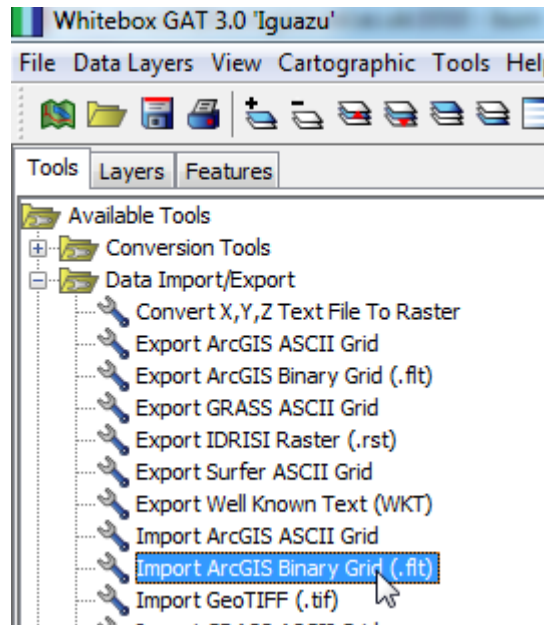 Whitebox GAT 3.0 'Iguazu'
File Data Layers View Cartographic Tools Help
Tools Layers Features
Available Tools
Conversion Tools
Data Import/Export
Convert X,Y,Z Text File To Raster
Export ArcGIS ASCII Grid
Export ArcGIS Binary Grid (.flt)
Export GRASS ASCII Grid
Export IDRISI Raster (.rst)
Export Surfer ASCII Grid
Export Well Known Text (WKT)
Import ArcGIS ASCII Grid
Import ArcGIS Binary Grid (.flt)
Import GeoTIFF (.tif)